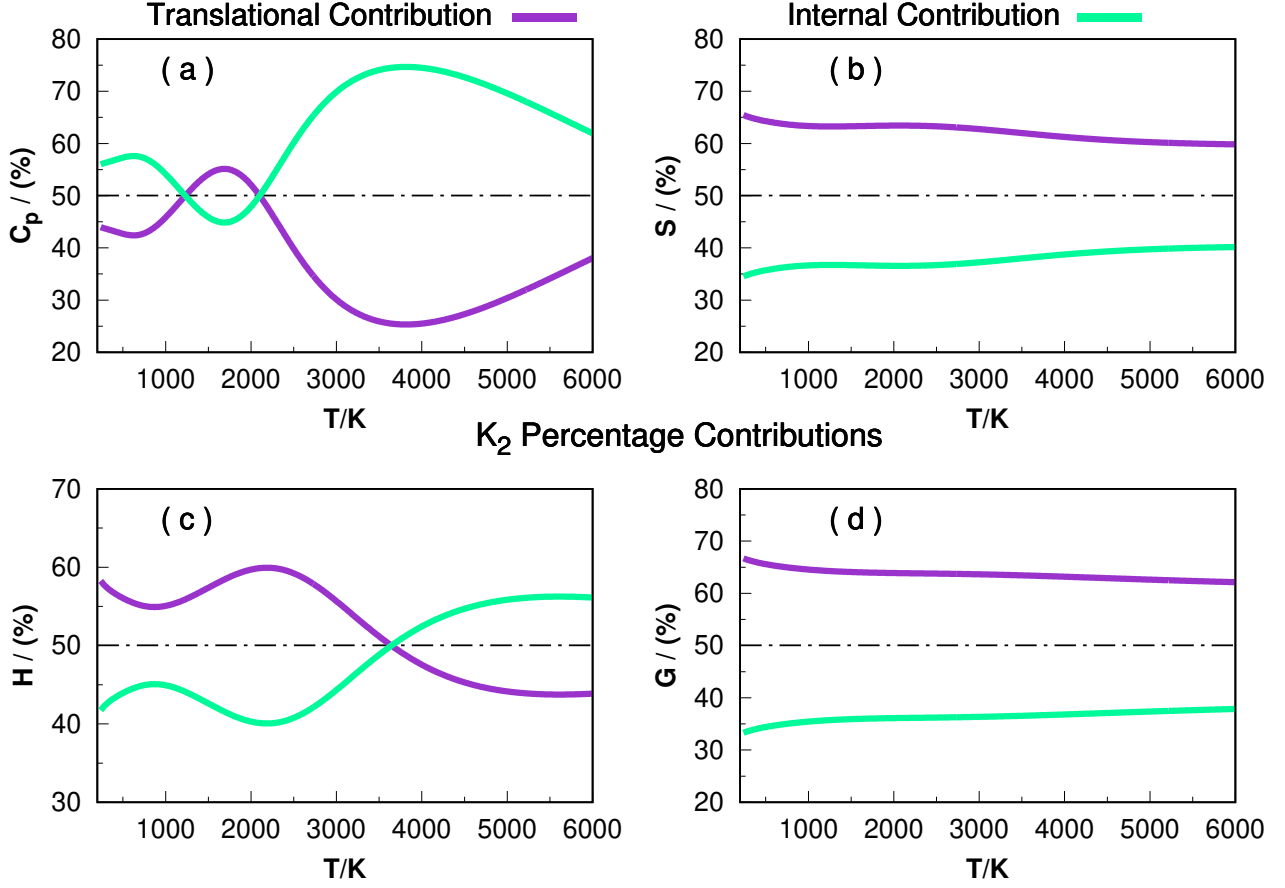 Translational Contribution
Internal Contribution
( a )
80
70
60
50
40
30
20
Cp / (%)
1000 2000 3000 4000 5000 6000
T/K
( b )
80
70
60
50
40
30
20
S / (%)
1000 2000 3000 4000 5000 6000
T/K
K2 Percentage Contributions
( c )
70
60
50
40
30
H / (%)
1000 2000 3000 4000 5000 6000
T/K
( d )
80
70
60
50
40
30
20
G / (%)
1000 2000 3000 4000 5000 6000
T/K